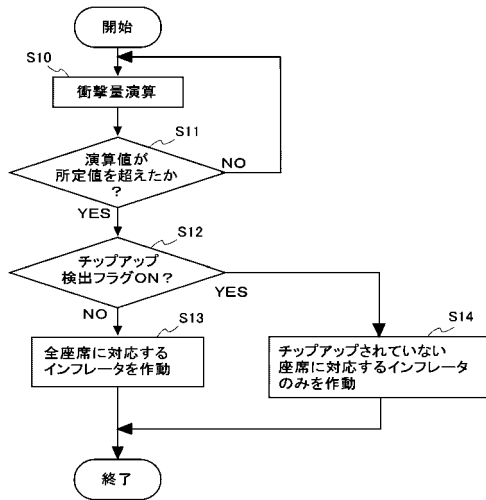 開始
S10
衝撃量演算
S11
演算値が
所定値を超えたか
？
NO
YES
S12
チップアップ
検出フラグON？
NO
YES
S13
全座席に対応する
インフレータを作動
S14
チップアップされていない
座席に対応するインフレータ
のみを作動
終了